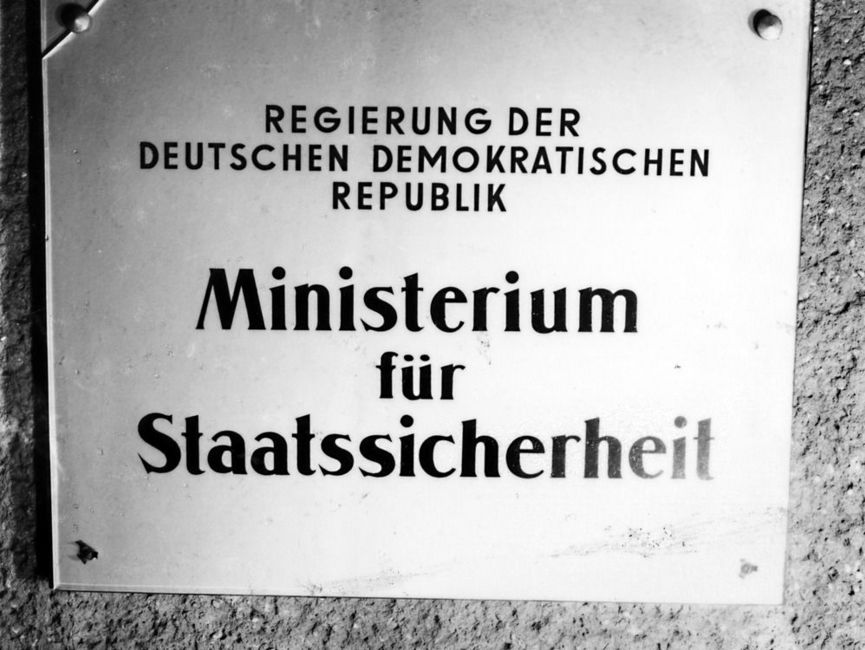 REGIERUNG DER
DEUTSCHEN DEMOKRATISCHEN
REPUBLIK
Ministerium
für
Staatssicherheit